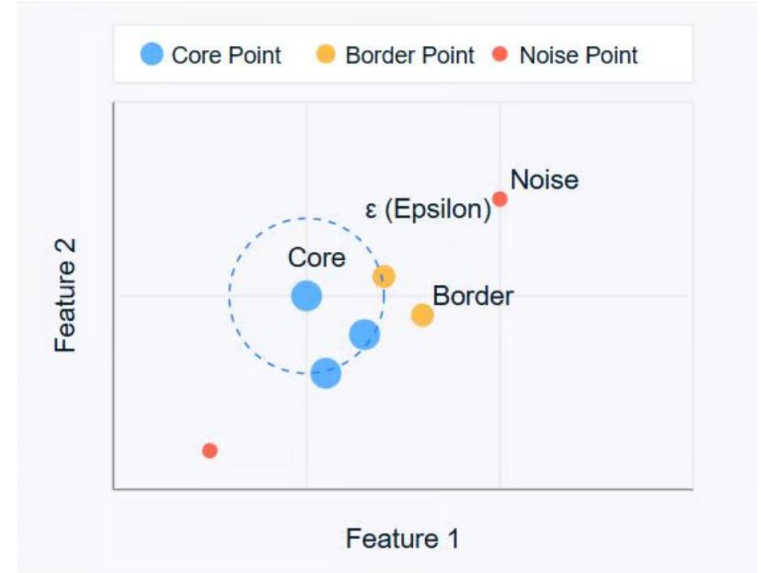 Core Point Border Point Noise Point
Noise
ε (Epsilon)
Core
Border
Feature 2
Feature 1